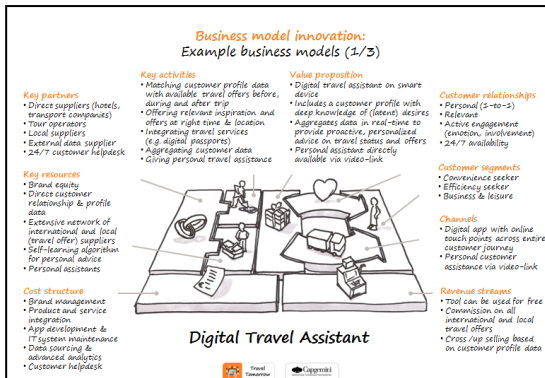 Business model innovation:
Example business models (1/3)
Key partners
• Direct suppliers (hotels,
transport companies)
• Tour operators
• Local suppliers
• External data supplier
• 24/7 customer helpdesk
Key activities
• Matching customer profile data
with available travel offers before,
during and after trip
• Offering relevant inspiration and
offers at right time & location
• Integrating travel services
(e.g. digital passports)
• Aggregating customer data
• Giving personal travel assistance
Value proposition
• Digital travel assistant on smart
device
• Includes a customer profile with
deep knowledge of (latent) desires
• Aggregates data in real-time to
provide proactive, personalized
advice on travel status and offers
• Personal assistant directly
available via video-link
Customer relationships
• Personal (1-to-1)
• Relevant
• Active engagement
(emotion, involvement)
• 24/7 availability
Key resources
• Brand equity
• Direct customer
relationship & profile
data
• Extensive network of
international and local
(travel offer) suppliers
• Self-learning algorithm
for personal advice
• Personal assistants
Customer segments
• Convenience seeker
• Efficiency seeker
• Business & leisure
Channels
• Digital app with online
touch points across entire
customer journey
• Personal customer
assistance via video-link
Cost structure
• Brand management
• Product and service
integration
• App development &
IT system maintenance
• Data sourcing &
advanced analytics
• Customer helpdesk
Revenue streams
• Tool can be used for free
• Commission on all
international and local
travel offers
• Cross/up selling based
on customer profile data
Digital Travel Assistant
Travel
Tomorrow
Capgemini